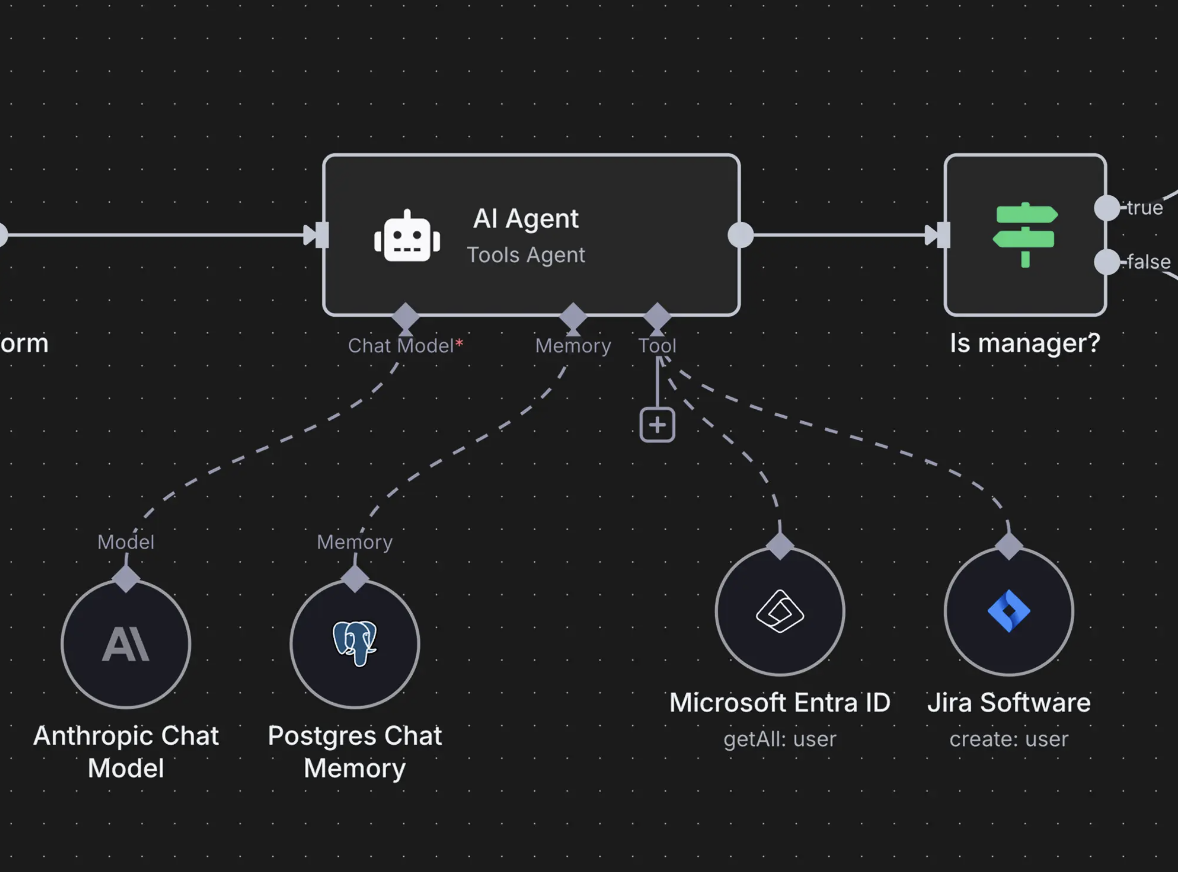 AI Agent
Tools Agent
true
false
orm
Chat Model*
Memory
Tool
Is manager?
Model
Memory
Anthropic Chat
Model
Postgres Chat
Memory
Microsoft Entra ID
getAll: user
Jira Software
create: user